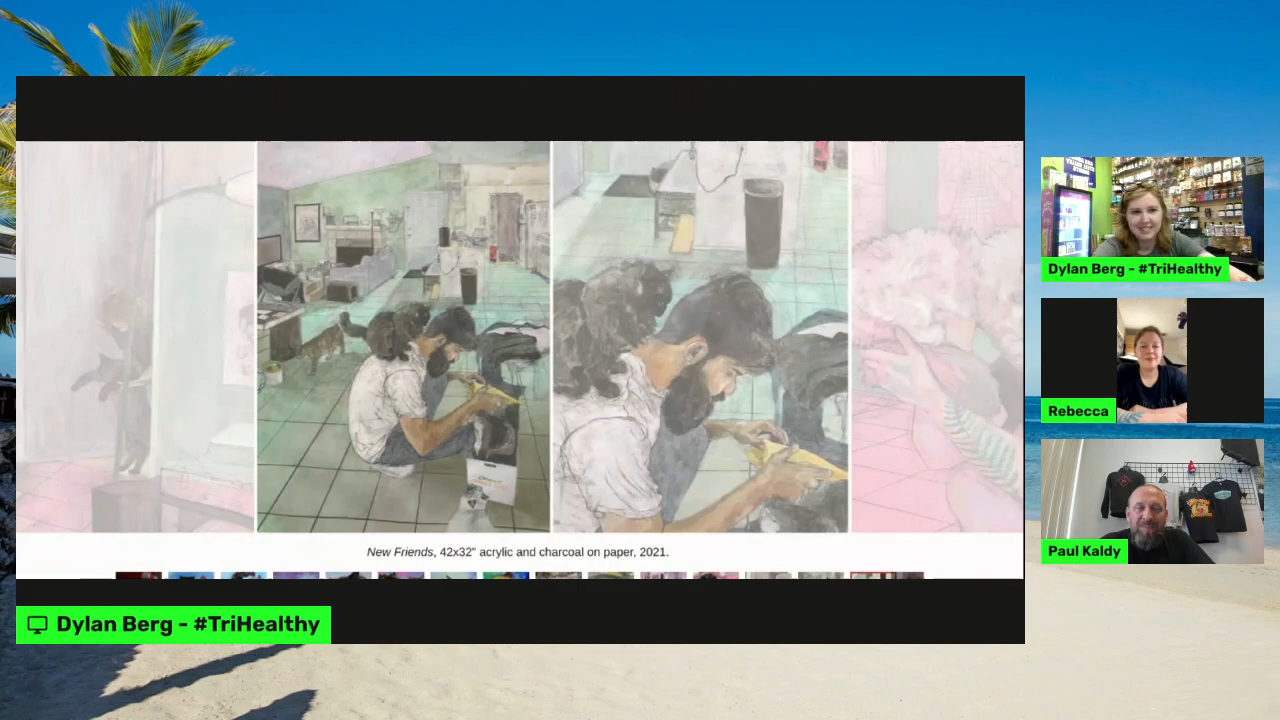 New Friends, 42x32" acrylic and charcoal on paper, 2021.
Dylan Berg - #TriHealthy
Dylan Berg - #TriHealthy
Rebecca
Paul Kaldy